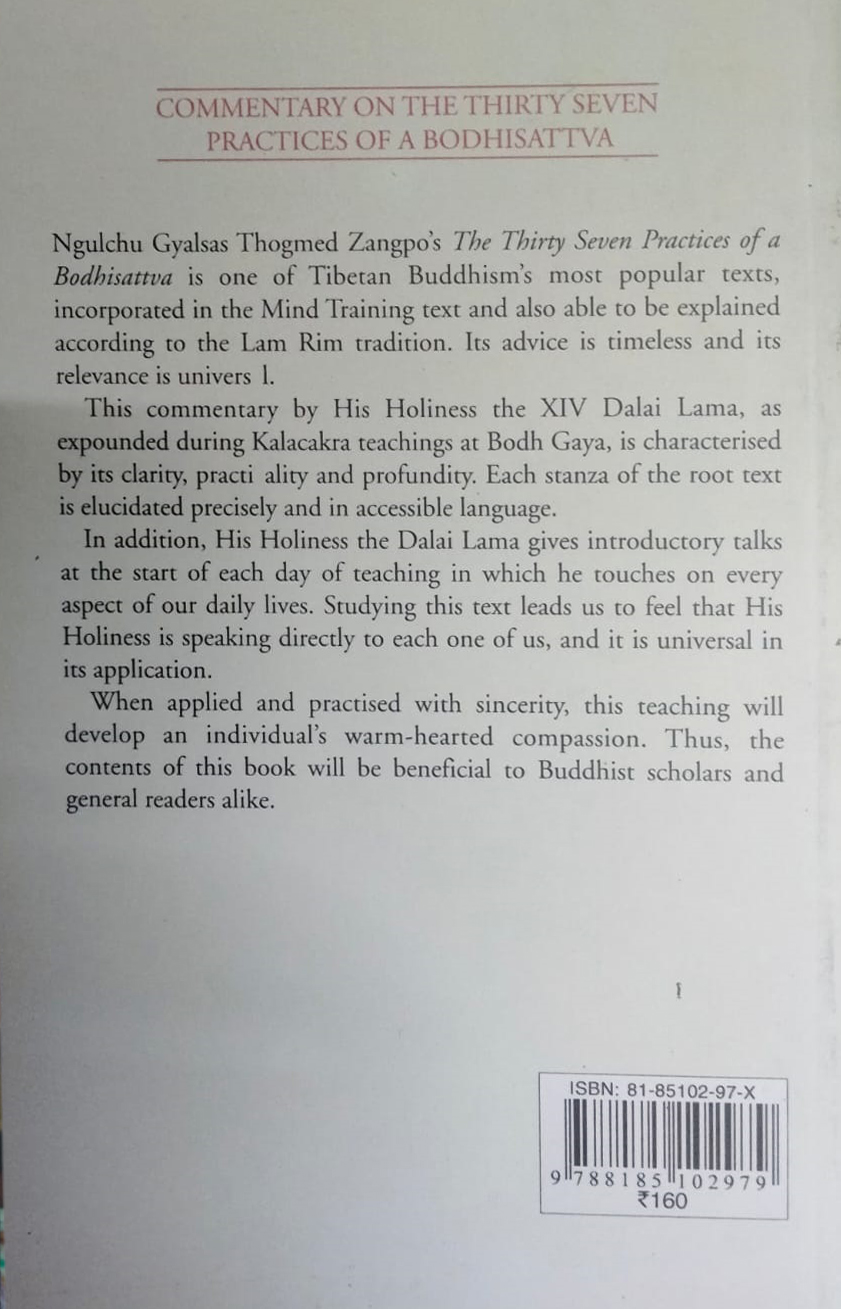 COMMENTARY ON THE THIRTY SEVEN
PRACTICES OF A BODHISATTVA
Ngulchu Gyalsas Thogmed Zangpo's The Thirty Seven Practices of a
Bodhisattva is one of Tibetan Buddhism's most popular texts,
incorporated in the Mind Training text and also able to be explained
according to the Lam Rim tradition. Its advice is timeless and its
relevance is univers l.
This commentary by His Holiness the XIV Dalai Lama, as
expounded during Kalacakra teachings at Bodh Gaya, is characterised
by its clarity, practi ality and profundity. Each stanza of the root text
is elucidated precisely and in accessible language.
In addition, His Holiness the Dalai Lama gives introductory talks
at the start of each day of teaching in which he touches on every
aspect of our daily lives. Studying this text leads us to feel that His
Holiness is speaking directly to each one of us, and it is universal in
its application.
When applied and practised with sincerity, this teaching will
develop an individual's warm-hearted compassion. Thus, the
contents of this book will be beneficial to Buddhist scholars and
general readers alike.
ISBN: 81-85102-97-X
9 788185 102979
₹160